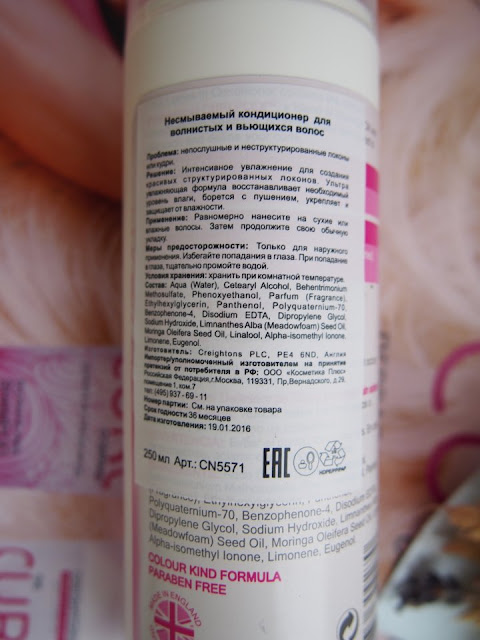 Несмываемый кондиционер для
волнистых и вьющихся волос
Проблема: непослушные и неструктурированные локоны
или кудри.
Решение: Интенсивное увлажнение для создания
красивых структурированных локонов. Ультра
увлажняющая формула восстанавливает необходимый
уровень влаги, борется с пушением, укрепляет и
защищает от влажности.
Применение: Равномерно нанесите на сухие или
влажные волосы. Затем продолжите свою обычную
укладку.
Меры предосторожности: Только для наружного
применения. Избегайте попадания в глаза. При попадании
в глаза, тщательно промойте водой.
Условия хранения: хранить при комнатной температуре.
Состав: Aqua (Water), Cetearyl Alcohol, Behentrimonium
Methosulfate, Phenoxyethanol, Parfum (Fragrance),
Ethylhexylglycerin, Panthenol, Polyquaternium-70,
Benzophenone-4, Disodium EDTA, Dipropylene Glycol,
Sodium Hydroxide, Limnanthes Alba (Meadowfoam) Seed Oil,
Moringa Oleifera Seed Oil, Linalool, Alpha-isomethyl Ionone,
Limonene, Eugenol.
Изготовитель: Creightons PLC, PE4 6ND, Англия
Импортер/уполномоченный изготовителем на принятие
претензий от потребителя в РФ: ООО «Косметика Плюс»
Российская Федерация,г.Москва, 119331, Пр.Вернадского, д.29,
помещение 1, ком.7
тел:(495) 937-69-11
Номер партии: См. на упаковке товара
Срок годности 36 месяцев
Дата изготовления: 19.01.2016
250 мл Арт.: CN5571
EAC
Polyquaternium-70, Benzophenone-4, Disodium EDTA,
Dipropylene Glycol, Sodium Hydroxide, Limnanthes
(Meadowfoam) Seed Oil, Moringa Oleifera Seed O
Alpha-isomethyl Ionone, Limonene, Eugenol.
COLOUR KIND FORMULA
PARABEN FREE
MADE IN ENGLAND
CUR